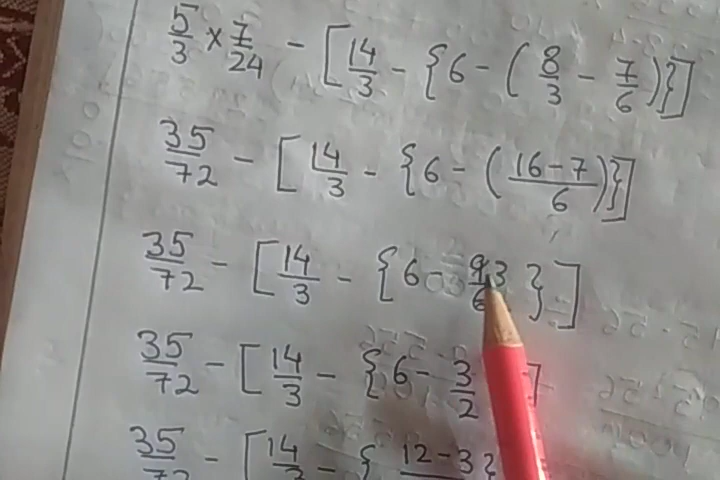 5/3 × 7/24 - [14/3 - {6 - (8/3 - 7/6)}]
35/72 - [14/3 - {6 - (16-7/6)}]
35/72 - [14/3 - {6 - 9 3/6 }]
35/72 - [14/3 - {6 - 3/2 ]
35/72 - [14/3 - {12-3}